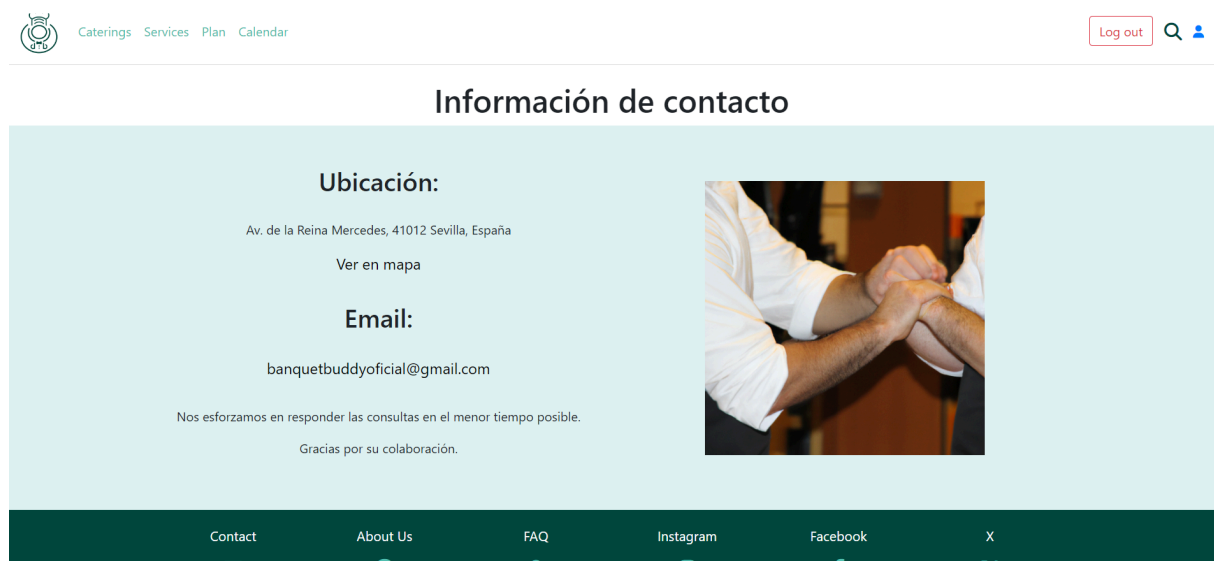 dTb
Caterings Services Plan Calendar
Log out
Información de contacto
Ubicación:
Av. de la Reina Mercedes, 41012 Sevilla, España
Ver en mapa
Email:
banquetbuddyoficial@gmail.com
Nos esforzamos en responder las consultas en el menor tiempo posible.
Gracias por su colaboración.
Contact About Us FAQ Instagram Facebook X